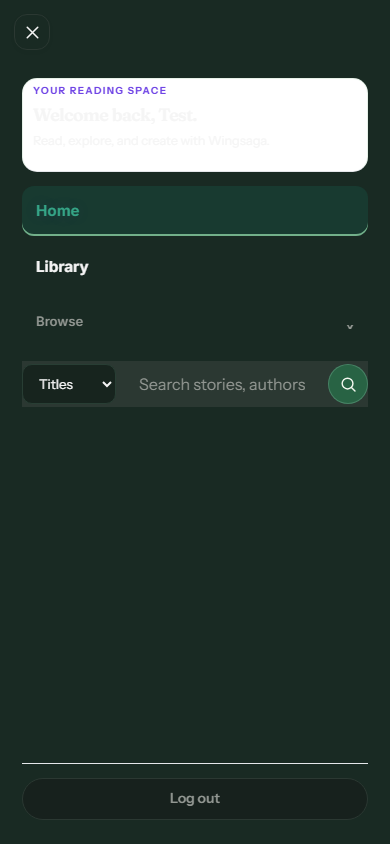 YOUR READING SPACE
Welcome back, Test.
Read, explore, and create with Wingsaga.
Home
Library
Browse
Titles
Search stories, authors
Log out